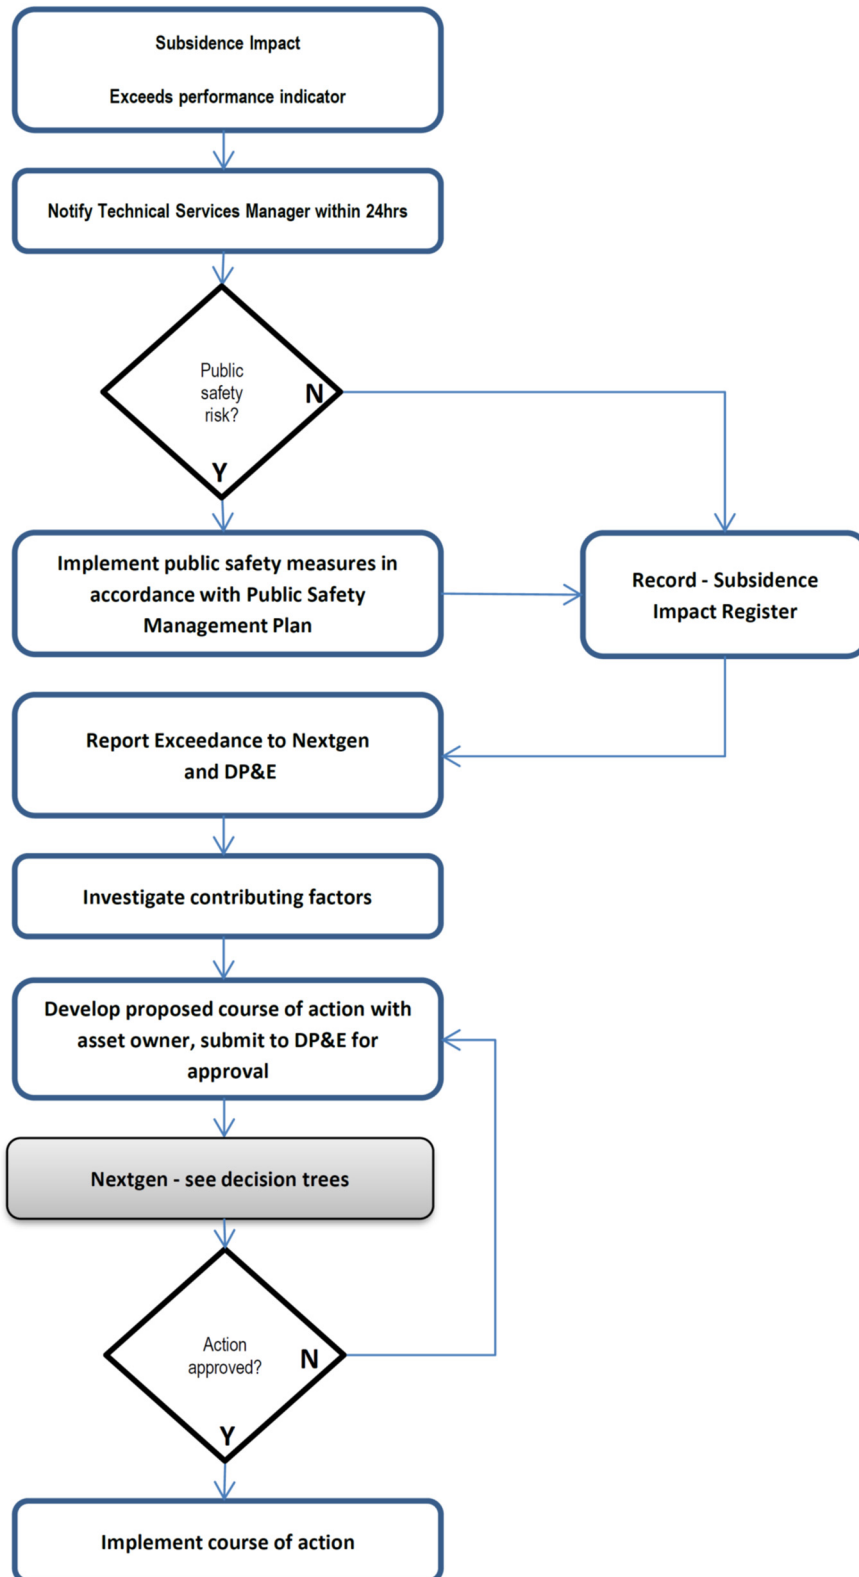 Subsidence Impact
Exceeds performance indicator
Notify Technical Services Manager within 24hrs
Public
safety
risk?
N
Y
Implement public safety measures in
accordance with Public Safety
Management Plan
Record - Subsidence
Impact Register
Report Exceedance to Nextgen
and DP&E
Investigate contributing factors
Develop proposed course of action with
asset owner, submit to DP&E for
approval
Nextgen - see decision trees
Action
approved?
N
Y
Implement course of action